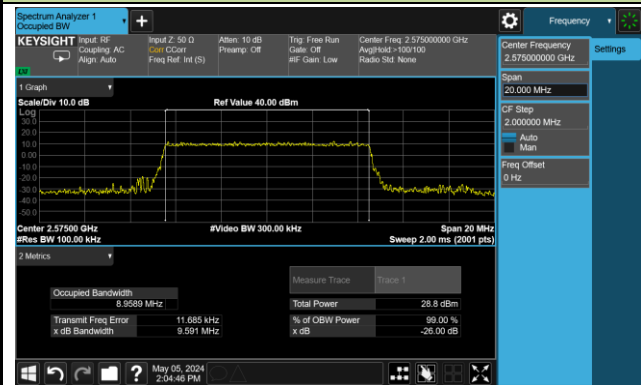 Spectrum Analyzer 1
Occupied BW
Frequency
KEYSIGHT
Input: RF
Coupling: AC
Align: Auto
Input Z: 50 Ω
Corr CCorr
Freq Ref: Int (S)
Atten: 10 dB
Preamp: Off
Trig: Free Run
Gate: Off
#IF Gain: Low
Center Freq: 2.575000000 GHz
Avg|Hold:>100/100
Radio Std: None
Center Frequency
2.575000000 GHz
Settings
Span
20.000 MHz
CF Step
2.000000 MHz
Auto
Man
Freq Offset
0 Hz
1 Graph
Scale/Div 10.0 dB
Ref Value 40.00 dBm
Log
30.0
20.0
10.0
0.00
-10.0
-20.0
-30.0
-40.0
-50.0
Center 2.57500 GHz
#Video BW 300.00 kHz
Span 20 MHz
#Res BW 100.00 kHz
Sweep 2.00 ms (2001 pts)
2 Metrics
Measure Trace
Trace 1
Occupied Bandwidth
8.9589 MHz
Total Power
28.8 dBm
Transmit Freq Error
11.685 kHz
% of OBW Power
99.00 %
x dB Bandwidth
9.591 MHz
x dB
-26.00 dB
May 05, 2024
2:04:46 PM